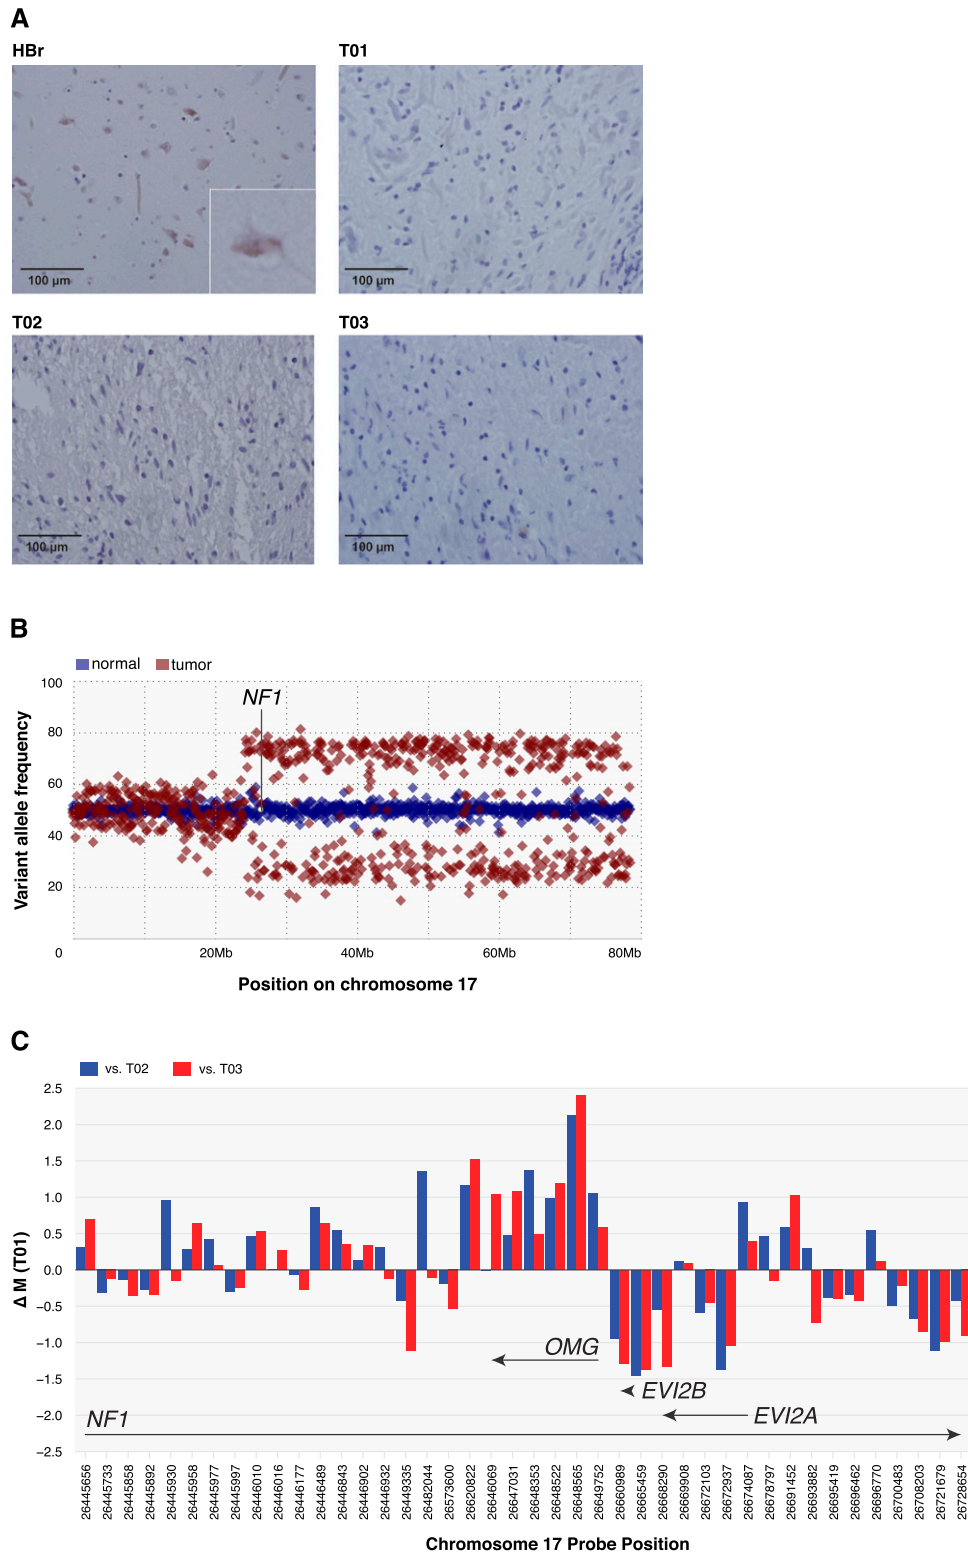 A
HBr
T01
100 µm
100 µm
T02
T03
100 µm
100 µm
B
normal
tumor
NF1
100
80
60
40
20
0
20Mb
40Mb
60Mb
80Mb
Variant allele frequency
Position on chromosome 17
C
vs. T02
vs. T03
2.5
2.0
1.5
1.0
0.5
0.0
−0.5
−1.0
−1.5
−2.0
−2.5
Δ M (T01)
OMG
EVI2B
EVI2A
NF1
26445656
26445733
26445858
26445892
26445930
26445958
26445977
26445997
26446010
26446016
26446177
26446489
26446843
26446902
26446932
26449335
26482044
26573600
26620822
26646069
26647031
26648353
26648522
26648565
26649752
26660989
26665459
26668290
26669908
26672103
26672937
26674087
26678797
26691452
26693882
26695419
26696462
26696770
26700483
26708203
26721679
26728654
Chromosome 17 Probe Position